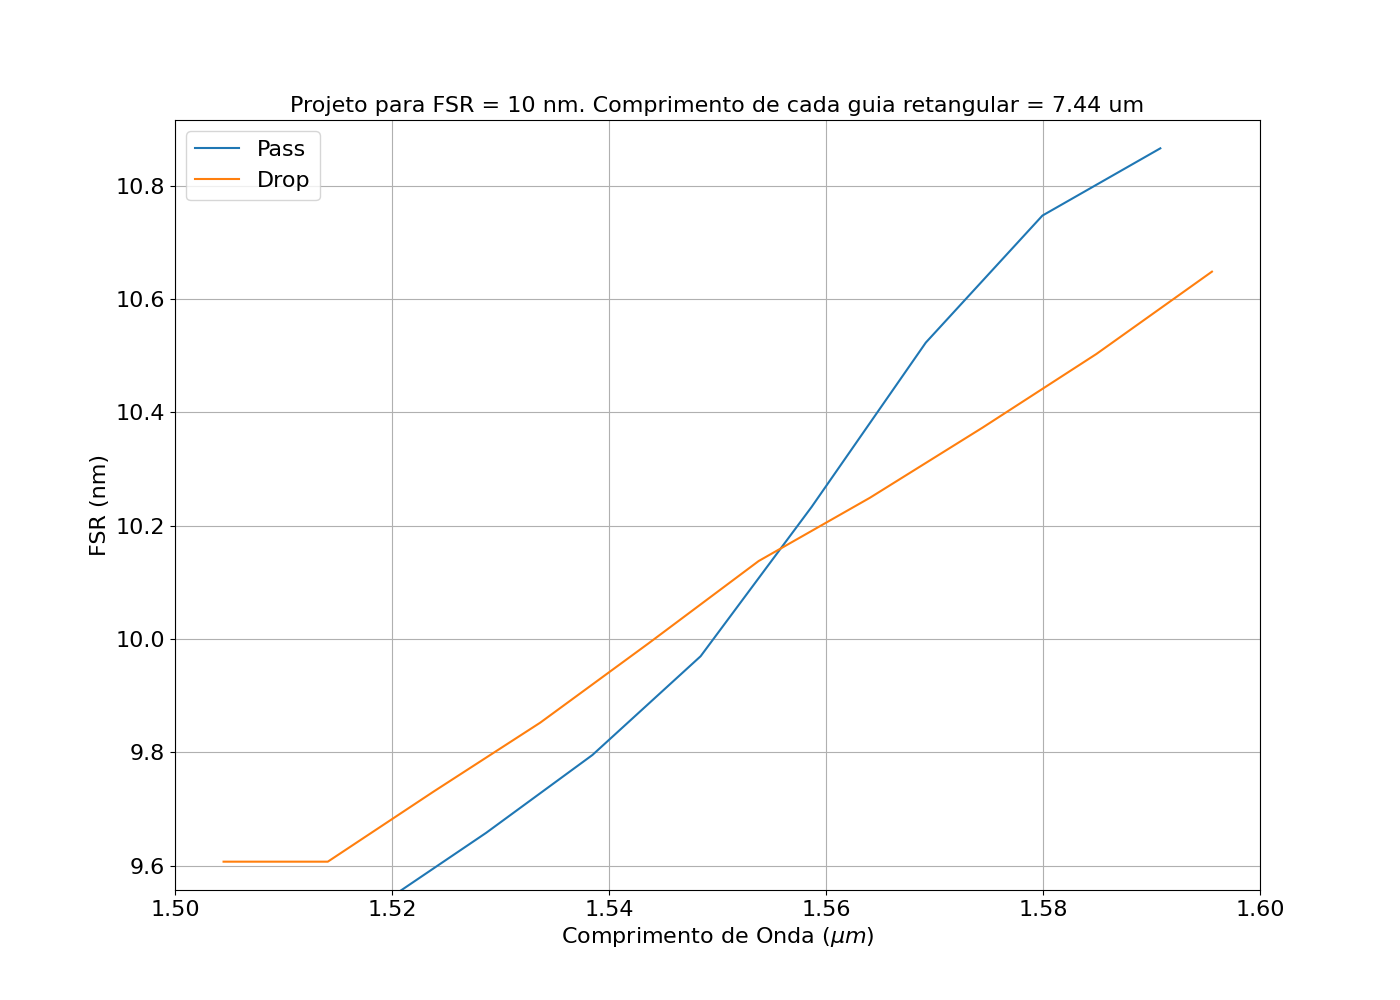 Projeto para FSR = 10 nm. Comprimento de cada guia retangular = 7.44 um
Pass
Drop
10.8
10.6
10.4
10.2
10.0
9.8
9.6
FSR (nm)
1.50 1.52 1.54 1.56 1.58 1.60
Comprimento de Onda (μm)